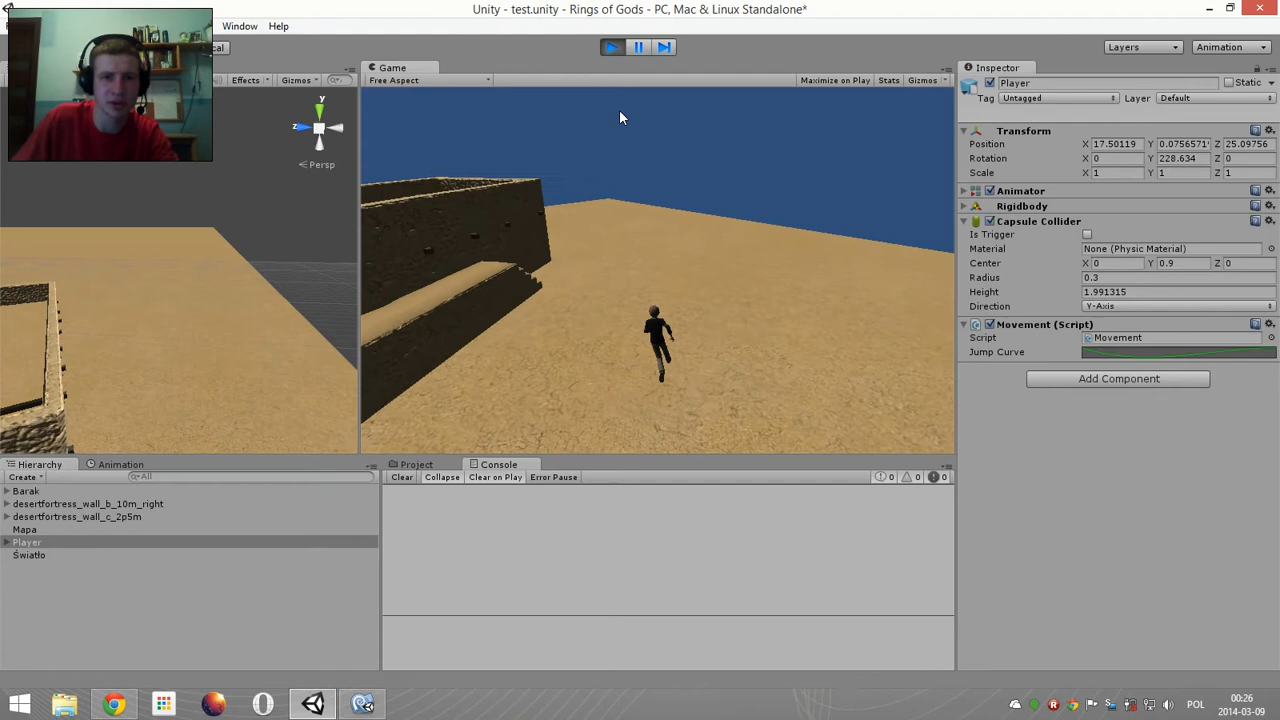 Unity - test.unity - Rings of Gods - PC, Mac & Linux Standalone*
Window Help
Layers Animation
Effects Gizmos
Game
Free Aspect Maximize on Play Stats Gizmos
y
z
Persp
Inspector
Player Static
Tag Untagged Layer Default
Transform
Position X 17.50119 Y 0.0756571 Z 25.09756
Rotation X 0 Y 228.634 Z 0
Scale X 1 Y 1 Z 1
Animator
Rigidbody
Capsule Collider
Is Trigger
Material None (Physic Material)
Center X 0 Y 0.9 Z 0
Radius 0.3
Height 1.991315
Direction Y-Axis
Movement (Script)
Script Movement
Jump Curve
Add Component
Hierarchy Animation
Create All
Barak
desertfortress_wall_b_10m_right
desertfortress_wall_c_2p5m
Mapa
Player
Światło
Project Console
Clear Collapse Clear on Play Error Pause 0 0 0
POL
00:26
2014-03-09